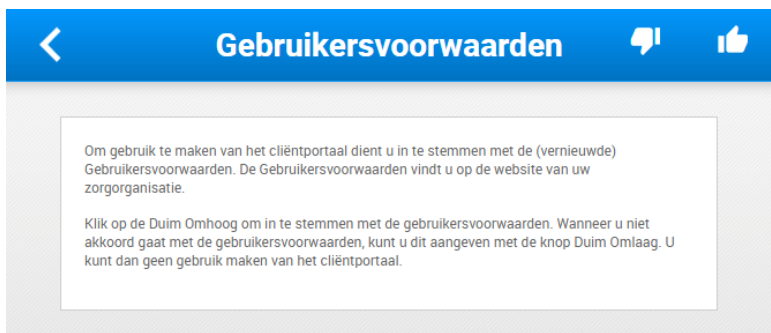 Gebruikersvoorwaarden
Om gebruik te maken van het cliëntportaal dient u in te stemmen met de (vernieuwde)
Gebruikersvoorwaarden. De Gebruikersvoorwaarden vindt u op de website van uw
zorgorganisatie.
Klik op de Duim Omhoog om in te stemmen met de gebruikersvoorwaarden. Wanneer u niet
akkoord gaat met de gebruikersvoorwaarden, kunt u dit aangeven met de knop Duim Omlaag. U
kunt dan geen gebruik maken van het cliëntportaal.